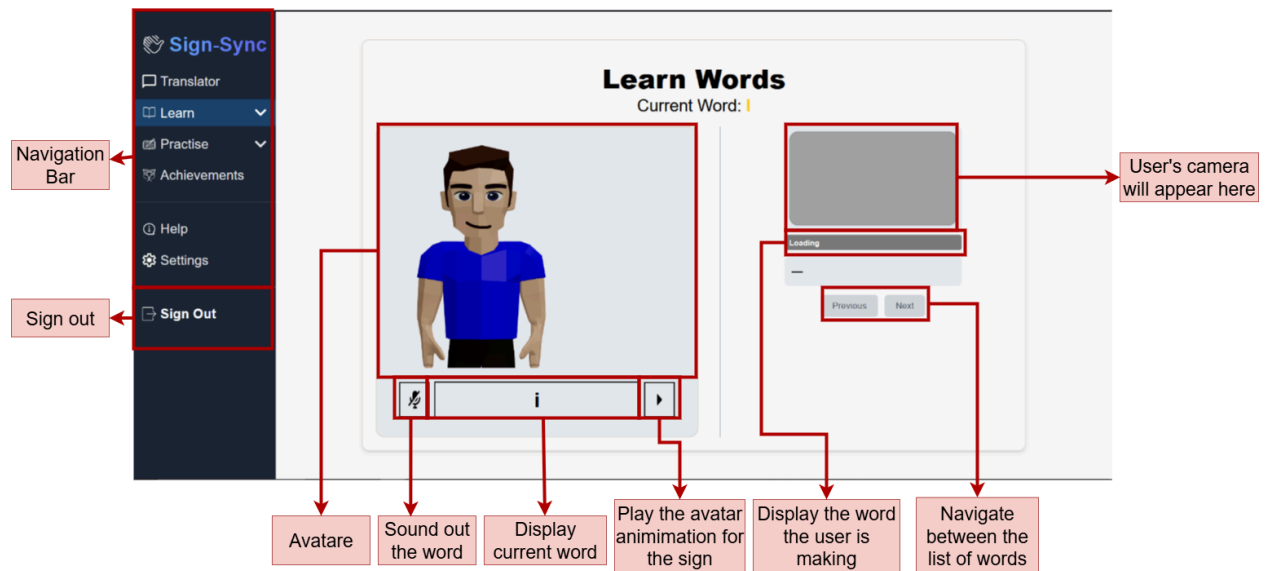 Sign-Sync
Translator
Learn
Practise
Achievements
Help
Settings
Sign Out
Navigation
Bar
Sign out
Learn Words
Current Word: I
i
Loading
Previous
Next
User's camera
will appear here
Avatare
Sound out
the word
Display
current word
Play the avatar
animimation for
the sign
Display the word
the user is
making
Navigate
between the
list of words